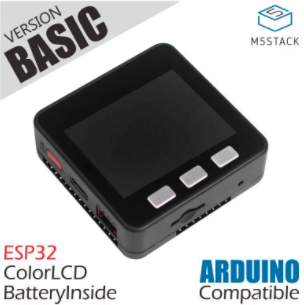 VERSION
BASIC
M5STACK
ESP32
ColorLCD
BatteryInside
ARDUINO
Compatible